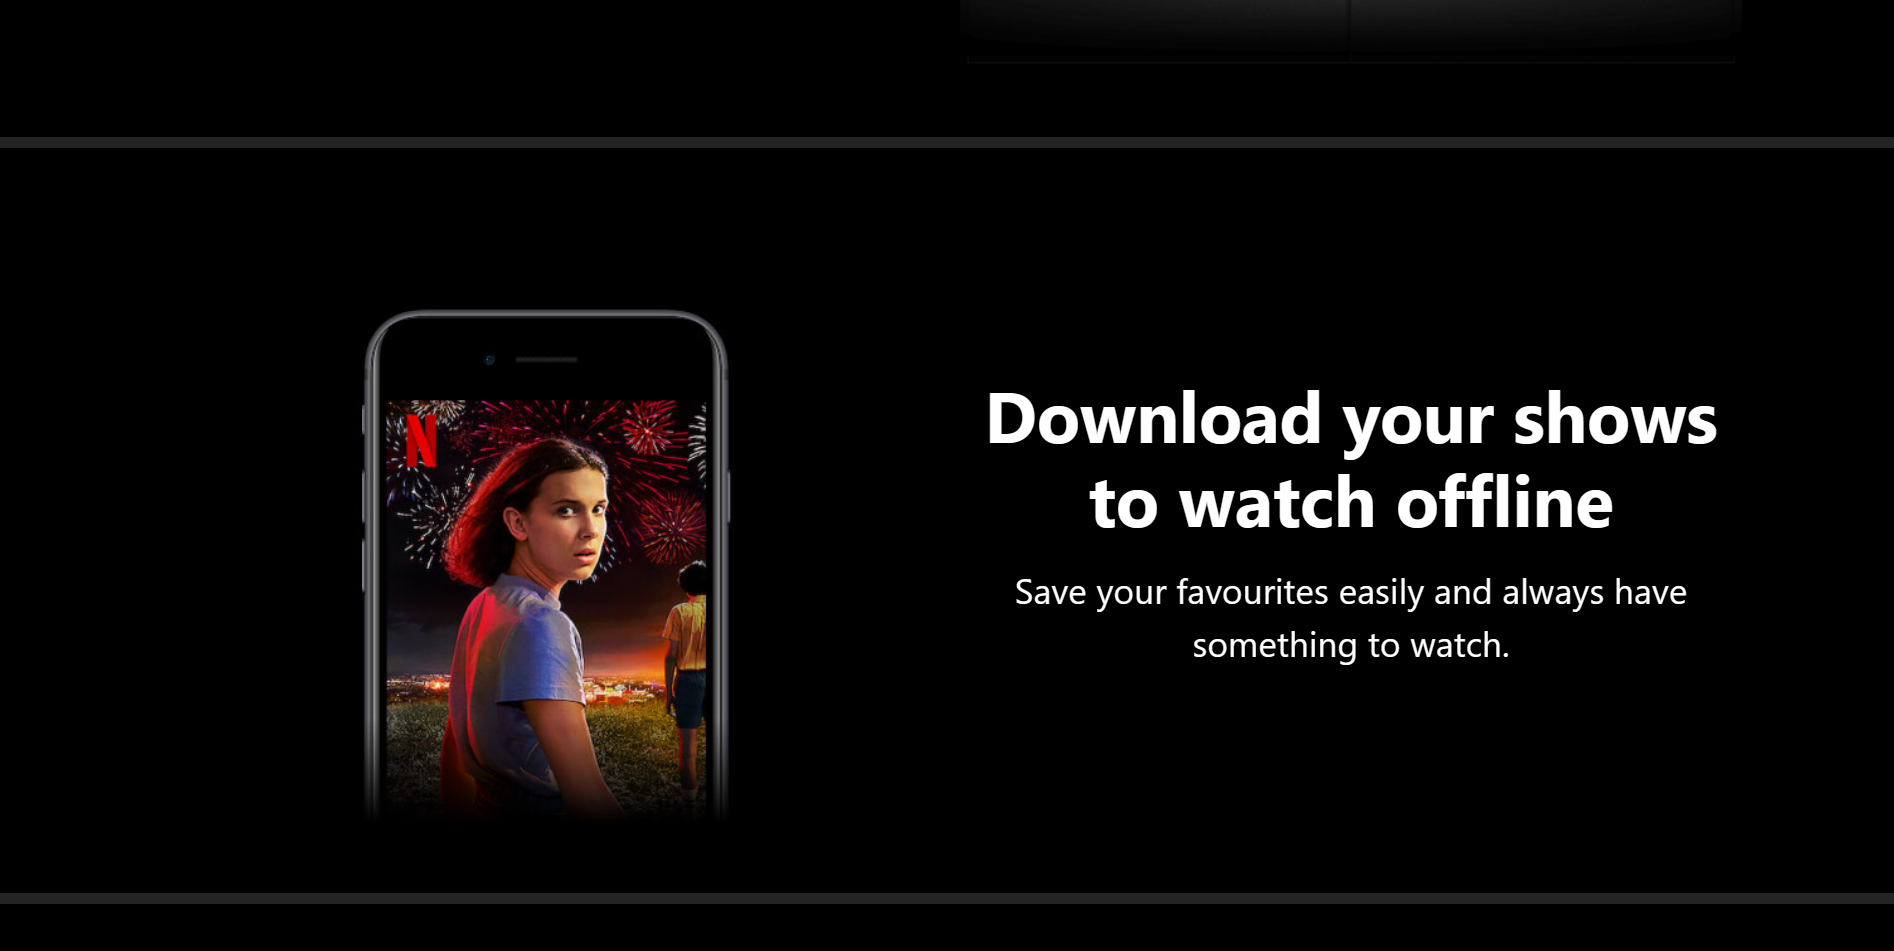 N
Download your shows
to watch offline
Save your favourites easily and always have
something to watch.